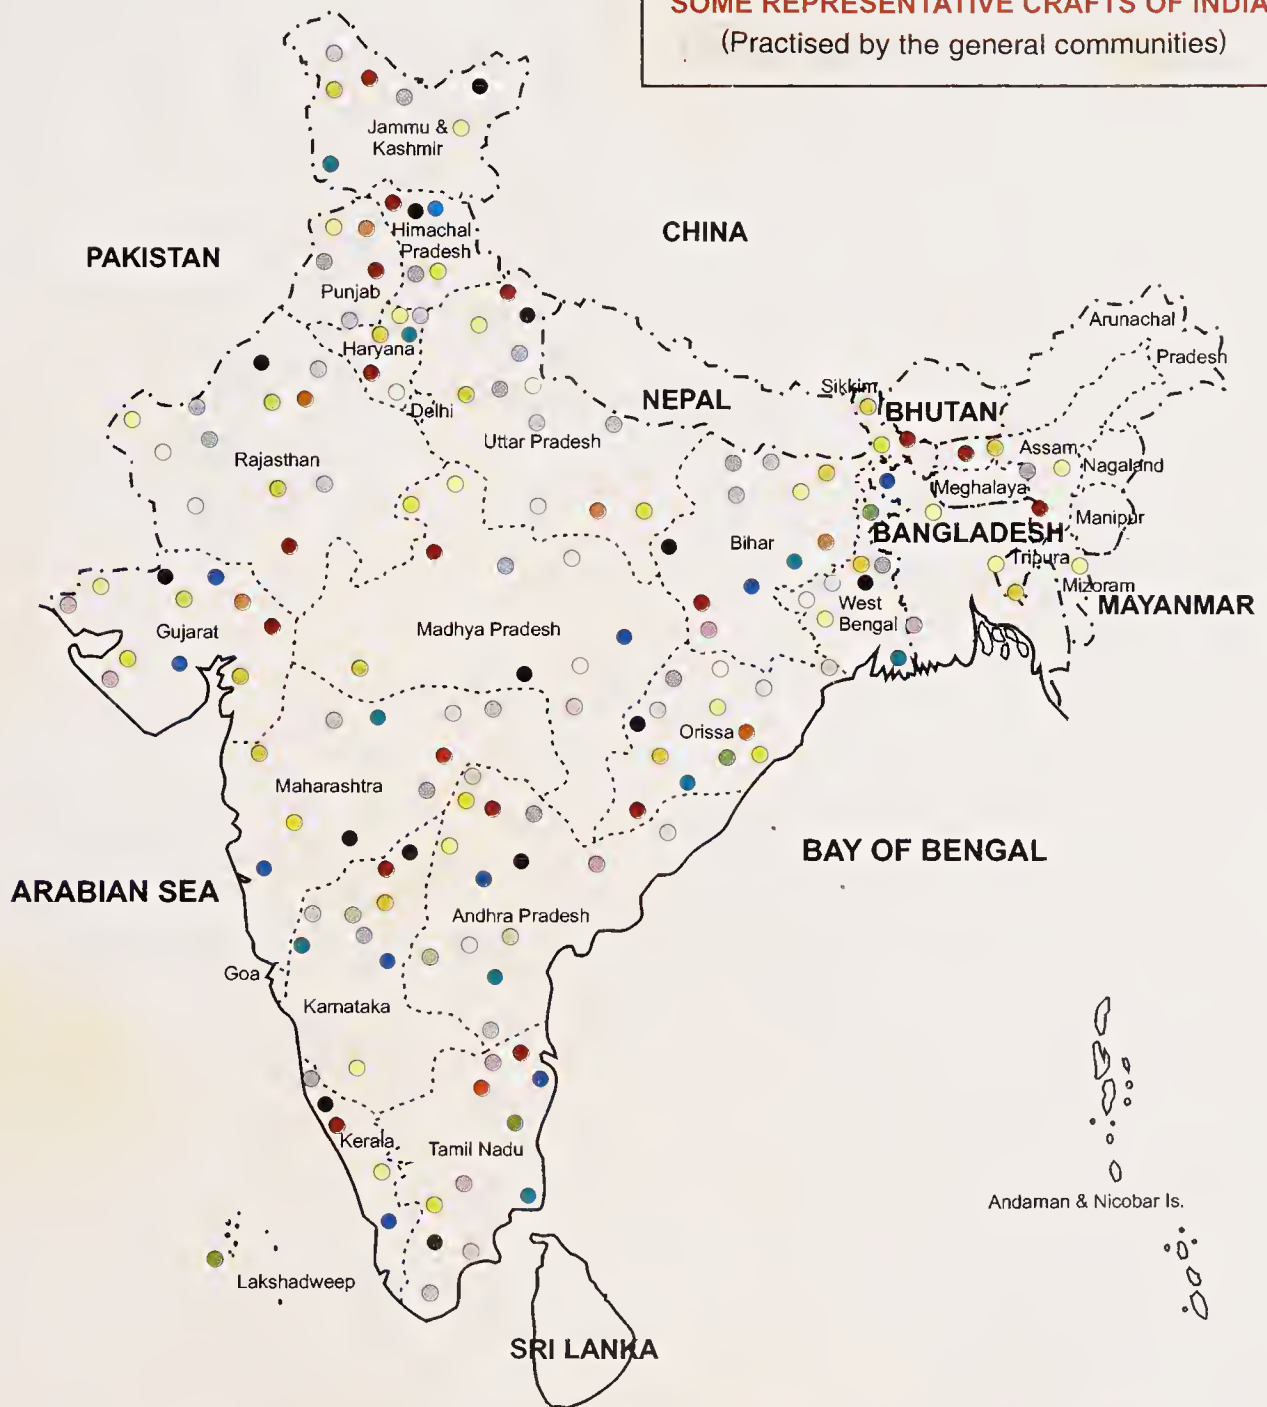 SOME REPRESENTATIVE CRAFTS OF INDIA
(Practised by the general communities)
Jammu &
Kashmir
CHINA
Himachal
Pradesh
PAKISTAN
Punjab
Haryana
Delhi
Arunachal
Pradesh
Sikkim
NEPAL
BHUTAN
Uttar Pradesh
Rajasthan
Assam
Nagaland
Meghalaya
Manipur
BANGLADESH
Bihar
Tripura
Mizoram
MAYANMAR
West
Bengal
Gujarat
Madhya Pradesh
Orissa
Maharashtra
BAY OF BENGAL
ARABIAN SEA
Andhra Pradesh
Goa
Karnataka
Kerala
Tamil Nadu
Andaman & Nicobar Is.
Lakshadweep
SRI LANKA